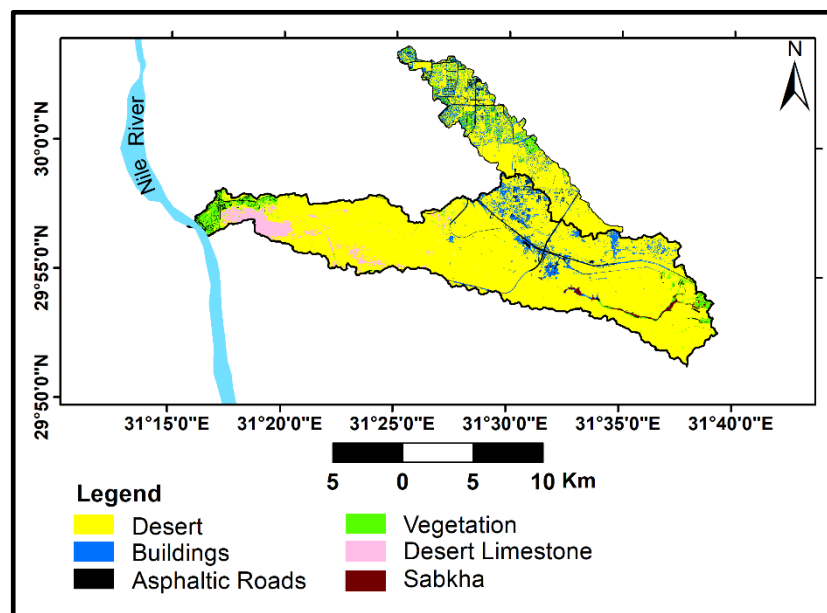 N
Nile River
30°0'0"N
29°55'0"N
29°50'0"N
31°15'0"E 31°20'0"E 31°25'0"E 31°30'0"E 31°35'0"E 31°40'0"E
5 0 5 10 Km
Legend
Desert Vegetation
Buildings Desert Limestone
Asphaltic Roads Sabkha